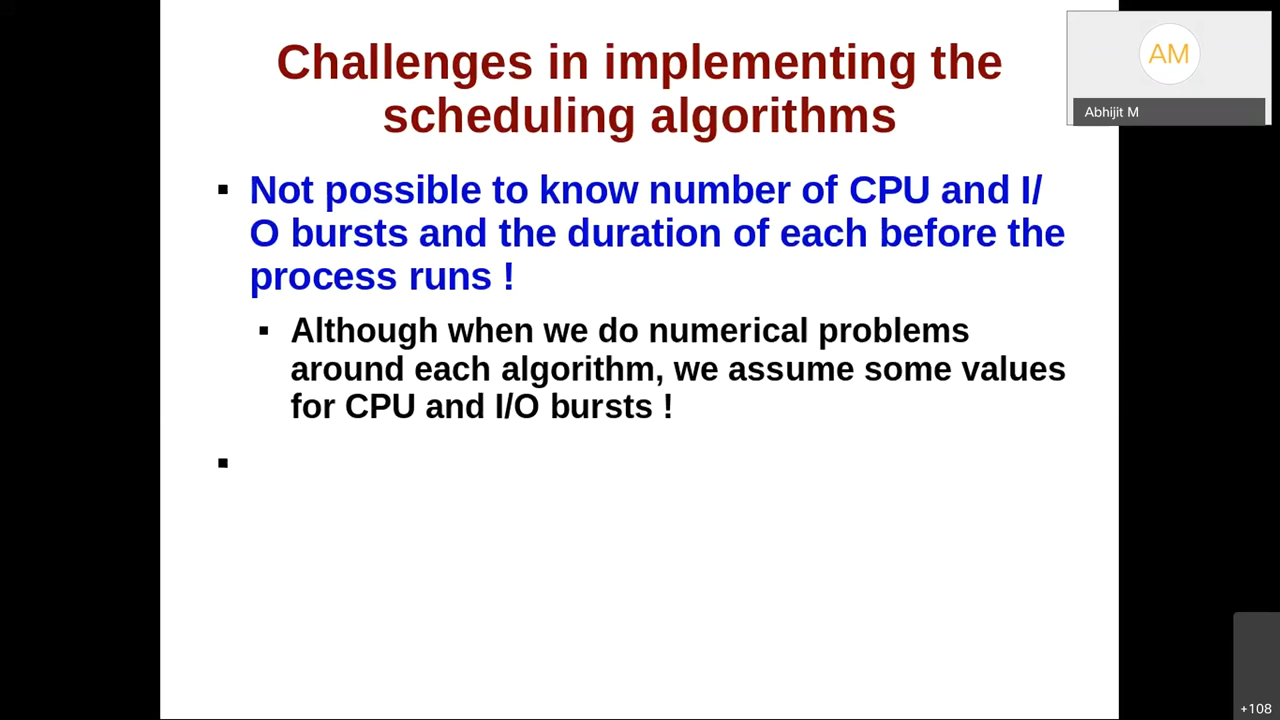 Challenges in implementing the
scheduling algorithms
Not possible to know number of CPU and I/
O bursts and the duration of each before the
process runs !
Although when we do numerical problems
around each algorithm, we assume some values
for CPU and I/O bursts !
AM
Abhijit M
+108